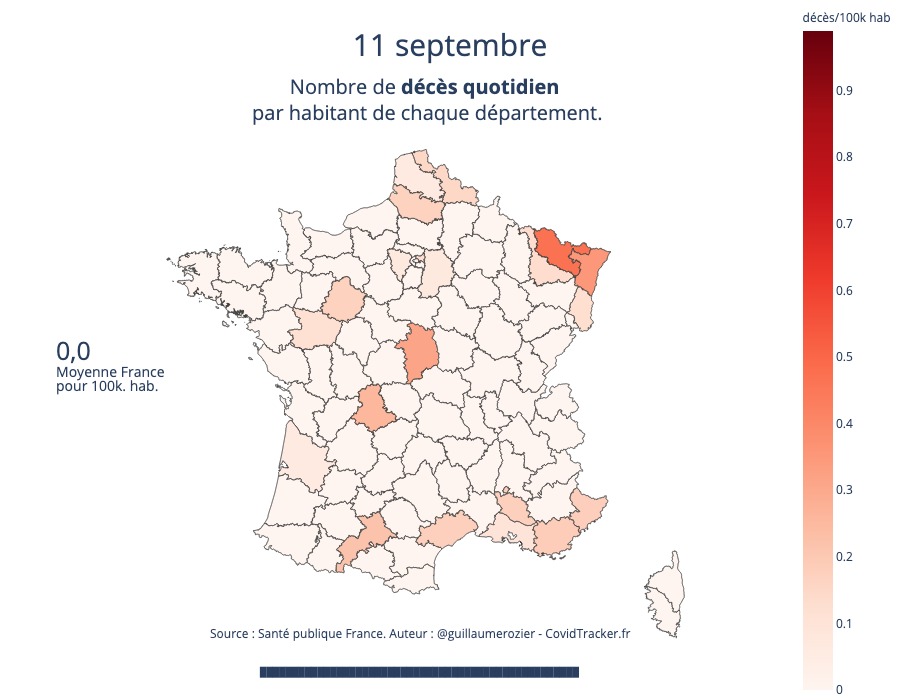 décès/100k hab
11 septembre
Nombre de décès quotidien
par habitant de chaque département.
0.9
0.8
0.7
0.6
0.5
0.4
0.3
0.2
0.1
0
0,0
Moyenne France
pour 100k. hab.
Source : Santé publique France. Auteur : @guillaumerozier - CovidTracker.fr